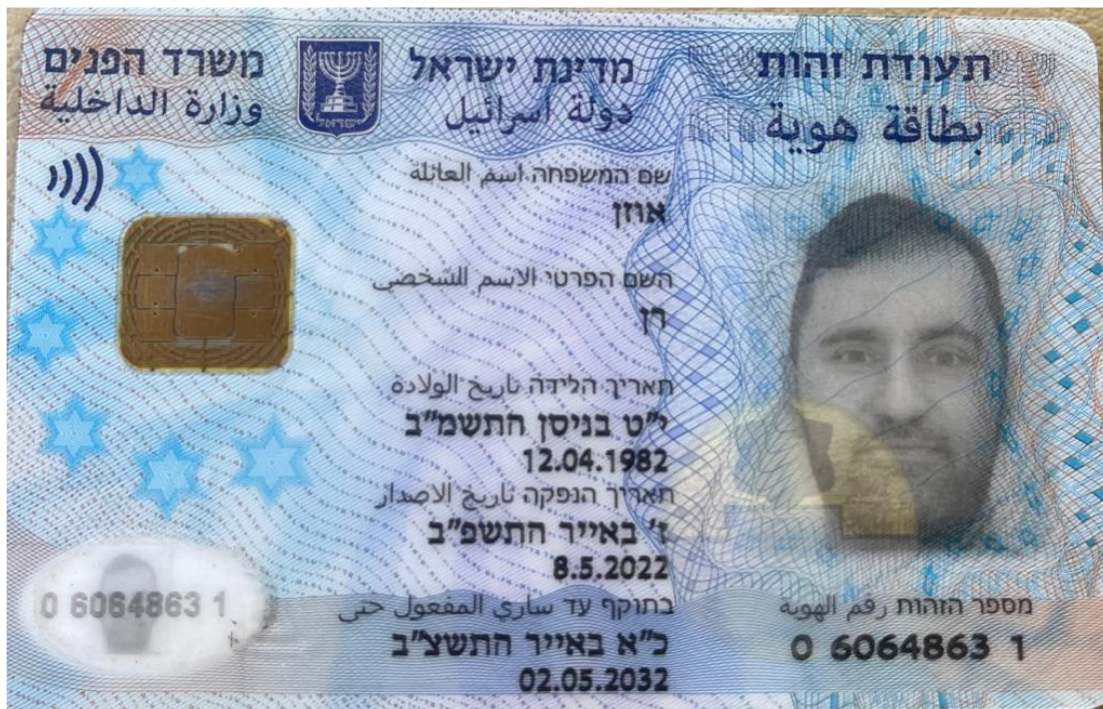 תעודת זהות
بطاقة هوية
מדינת ישראל
دولة اسرائيل
ישראל
משרד הפנים
وزارة الداخلية
שם המשפחה اسم العائلة
אוזן
השם הפרטי الاسم الشخصي
רן
תאריך הלידה تاريخ الولادة
י"ט בניסן התשמ"ב
12.04.1982
תאריך הנפקה تاريخ الاصدار
ז' באייר התשפ"ב
8.5.2022
בתוקף עד ساري المفعول حتى
כ"א באייר התשצ"ב
02.05.2032
מספר הזהות رقم الهوية
0 6064863 1
0 6064863 1